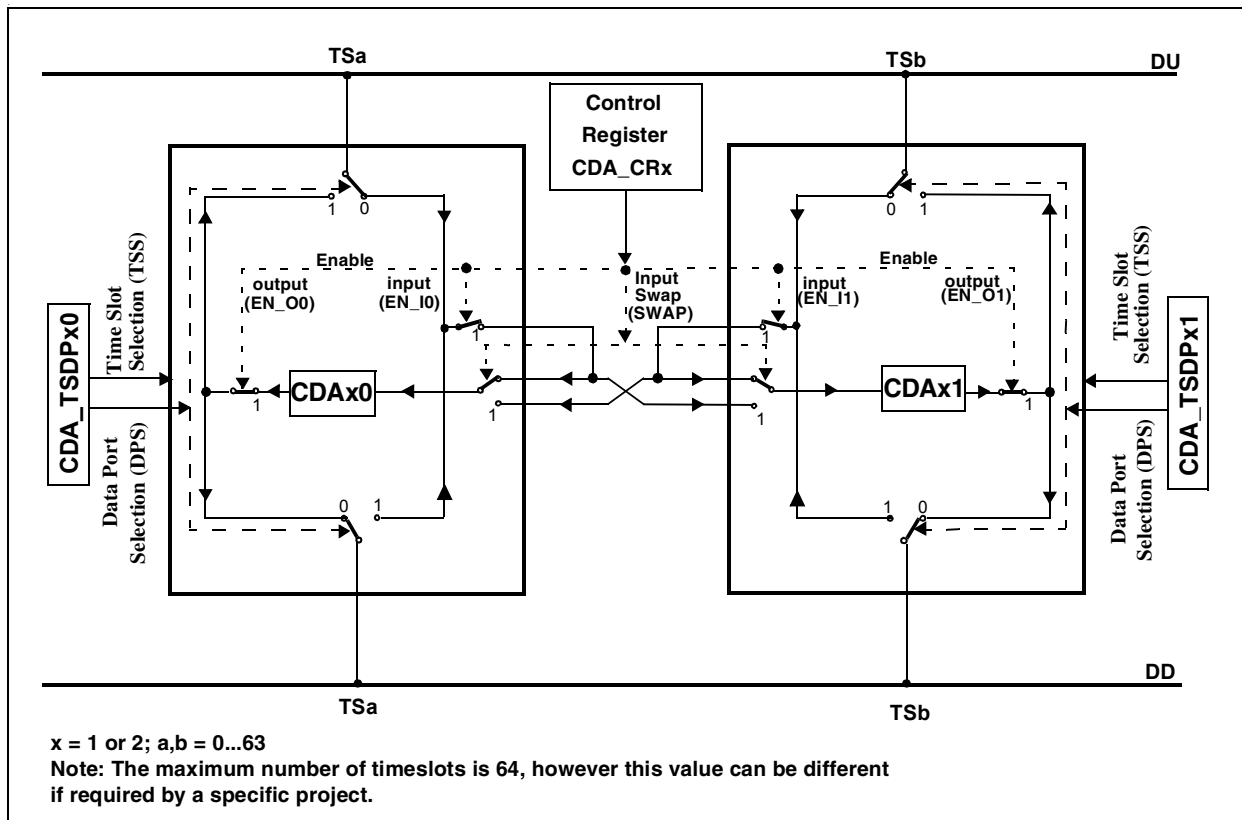 TSa
TSb
DU
Control
Register
CDA_CRx
1
0
0
1
Enable
Enable
output
(EN_O0)
input
(EN_I0)
Input
Swap
(SWAP)
input
(EN_I1)
output
(EN_O1)
CDA_TSDPx0
Time Slot
Selection (TSS)
Data Port
Selection (DPS)
Time Slot
Selection (TSS)
Data Port
Selection (DPS)
CDA_TSDPx1
1
1
1
CDAx0
CDAx1
1
1
1
0
1
1
0
DD
TSa
TSb
x = 1 or 2; a,b = 0...63
Note: The maximum number of timeslots is 64, however this value can be different
if required by a specific project.